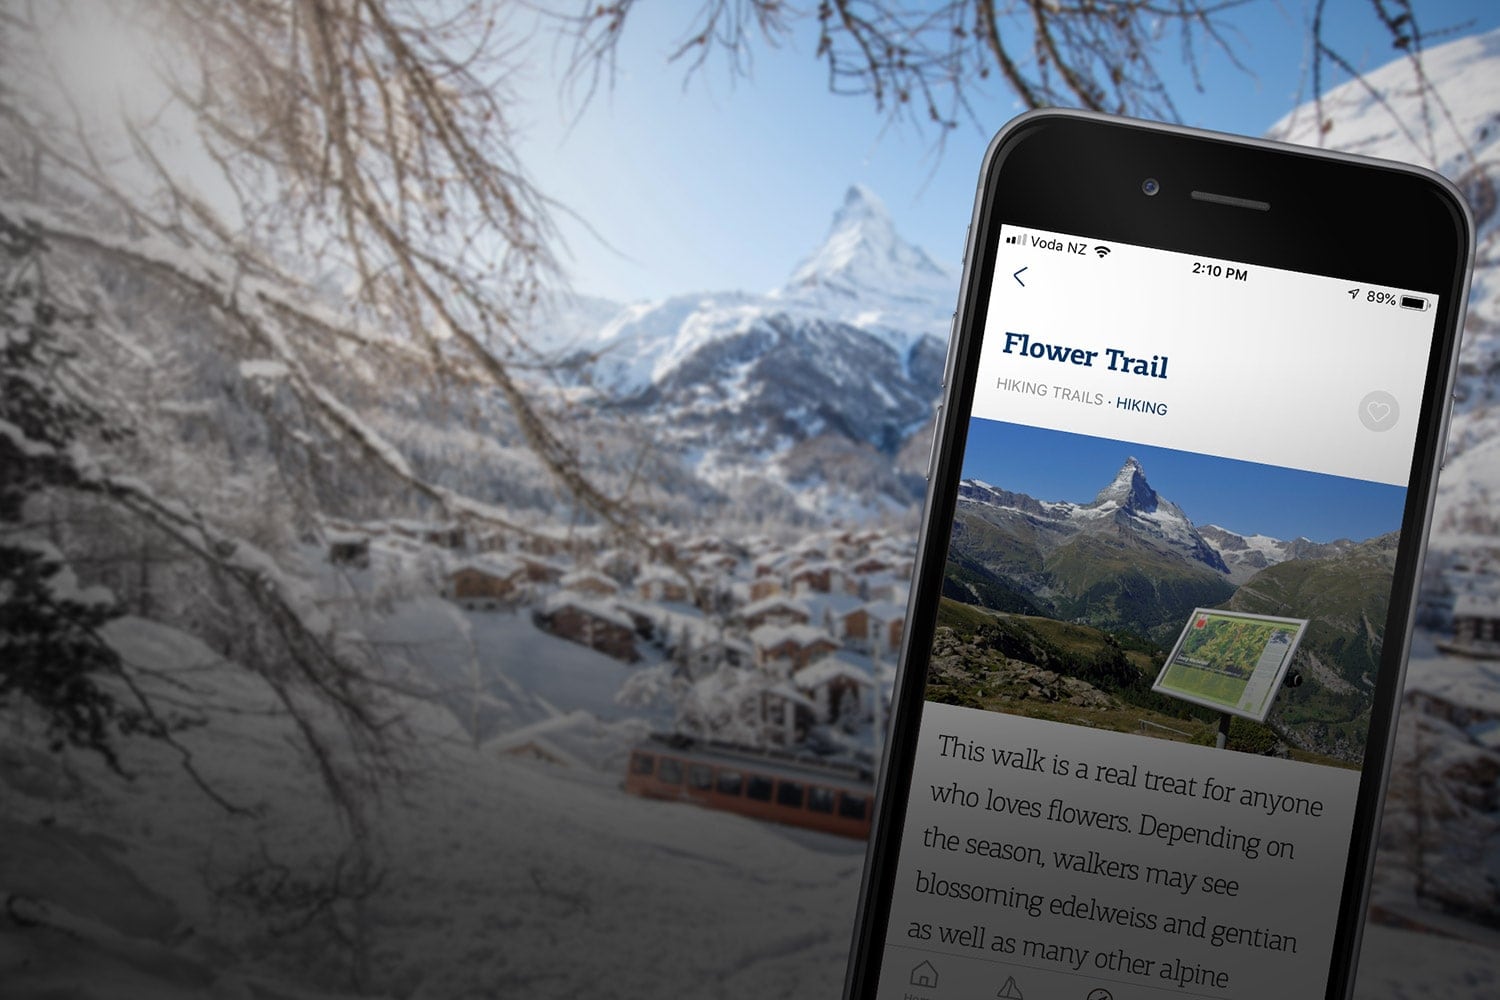 Voda NZ
2:10 PM
89%
Flower Trail
HIKING TRAILS · HIKING
This walk is a real treat for anyone
who loves flowers. Depending on
the season, walkers may see
blossoming edelweiss and gentian
as well as many other alpine